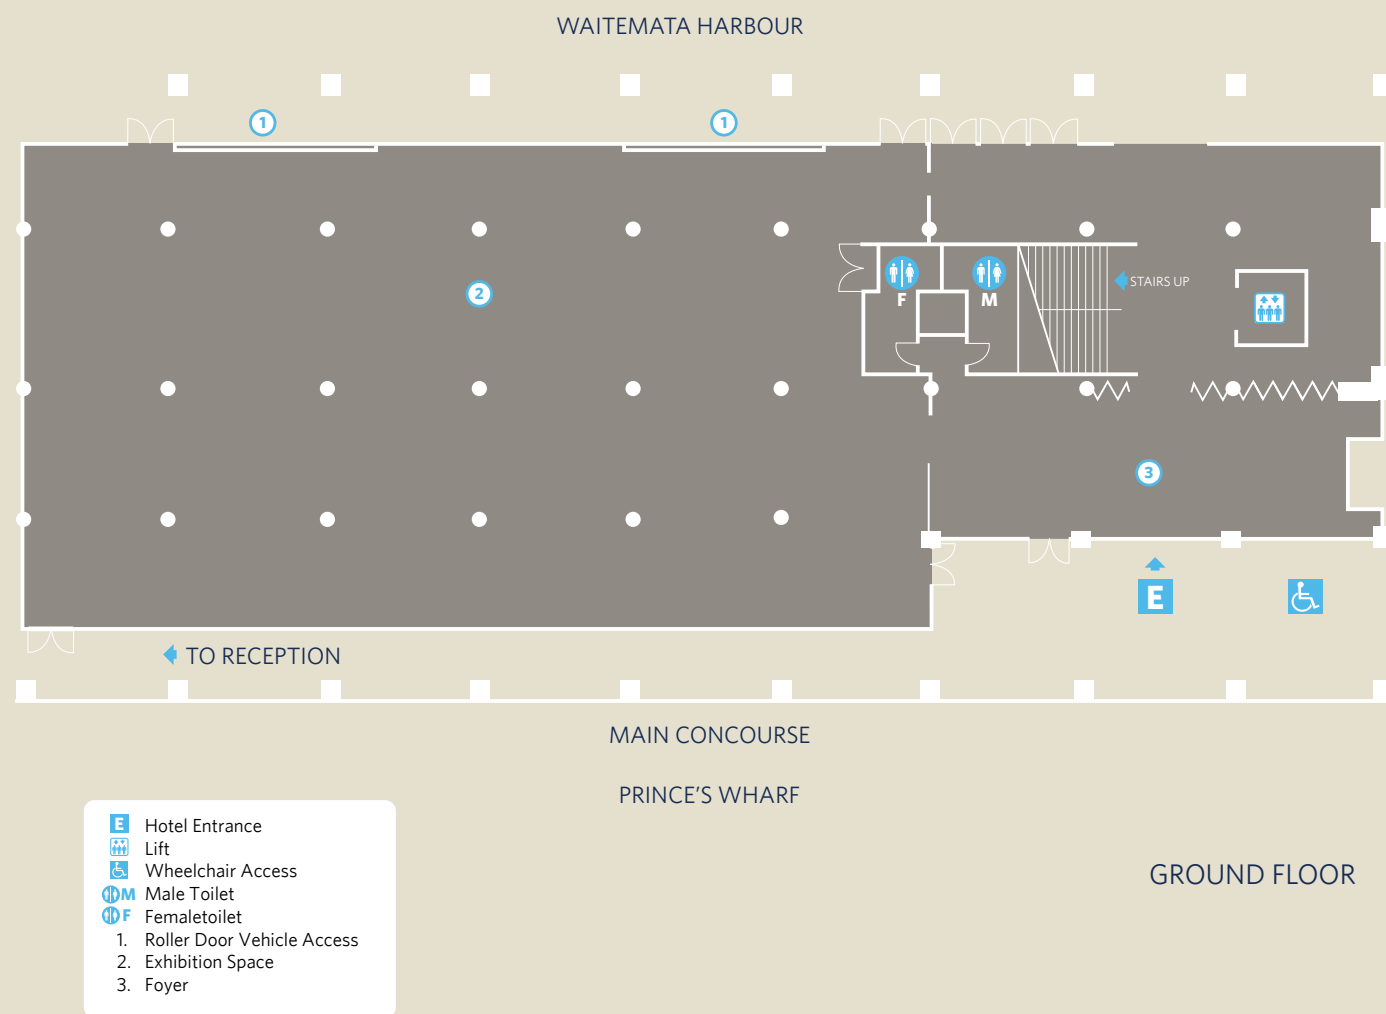 WAITEMATA HARBOUR
1
1
2
F
M
STAIRS UP
3
E
TO RECEPTION
MAIN CONCOURSE
PRINCE'S WHARF
GROUND FLOOR
E Hotel Entrance
Lift
Wheelchair Access
M Male Toilet
F Femaletoilet
1. Roller Door Vehicle Access
2. Exhibition Space
3. Foyer